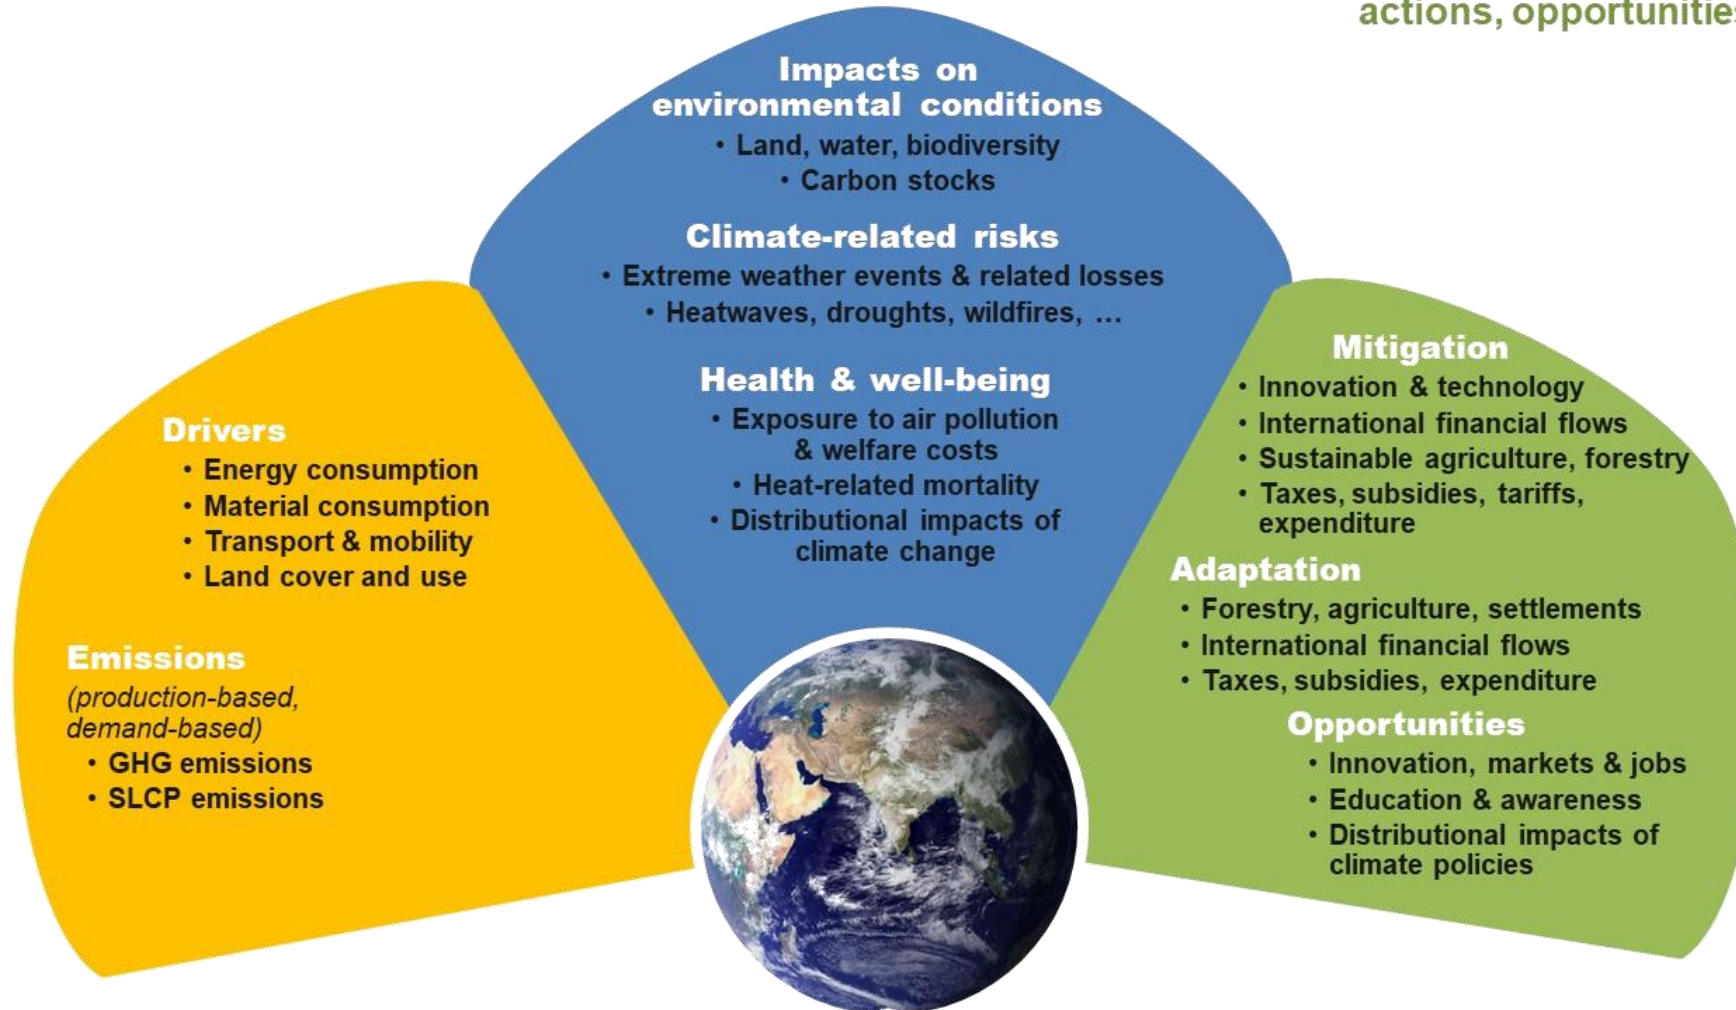 actions, opportunities
Impacts on
environmental conditions
• Land, water, biodiversity
• Carbon stocks
Climate-related risks
• Extreme weather events & related losses
• Heatwaves, droughts, wildfires, …
Health & well-being
• Exposure to air pollution
& welfare costs
• Heat-related mortality
• Distributional impacts of
climate change
Drivers
• Energy consumption
• Material consumption
• Transport & mobility
• Land cover and use
Emissions
(production-based,
demand-based)
• GHG emissions
• SLCP emissions
Mitigation
• Innovation & technology
• International financial flows
• Sustainable agriculture, forestry
• Taxes, subsidies, tariffs,
expenditure
Adaptation
• Forestry, agriculture, settlements
• International financial flows
• Taxes, subsidies, expenditure
Opportunities
• Innovation, markets & jobs
• Education & awareness
• Distributional impacts of
climate policies